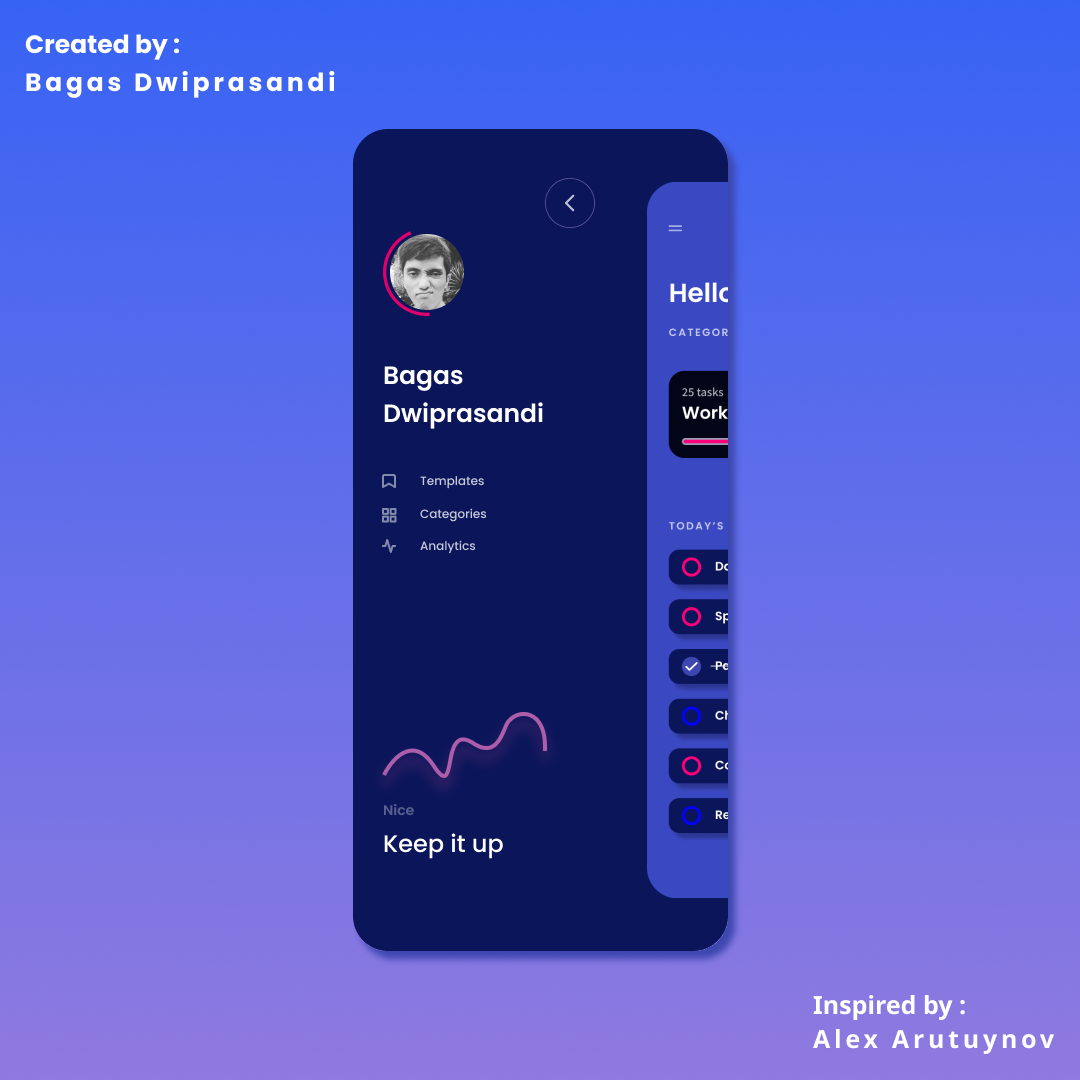 Created by :
Bagas Dwiprasandi
Bagas
Dwiprasandi
Templates
Categories
Analytics
Nice
Keep it up
Hello
CATEGOR
25 tasks
Work
TODAY’S
Do
Sp
Pe
Ch
Co
Re
Inspired by :
Alex Arutuynov